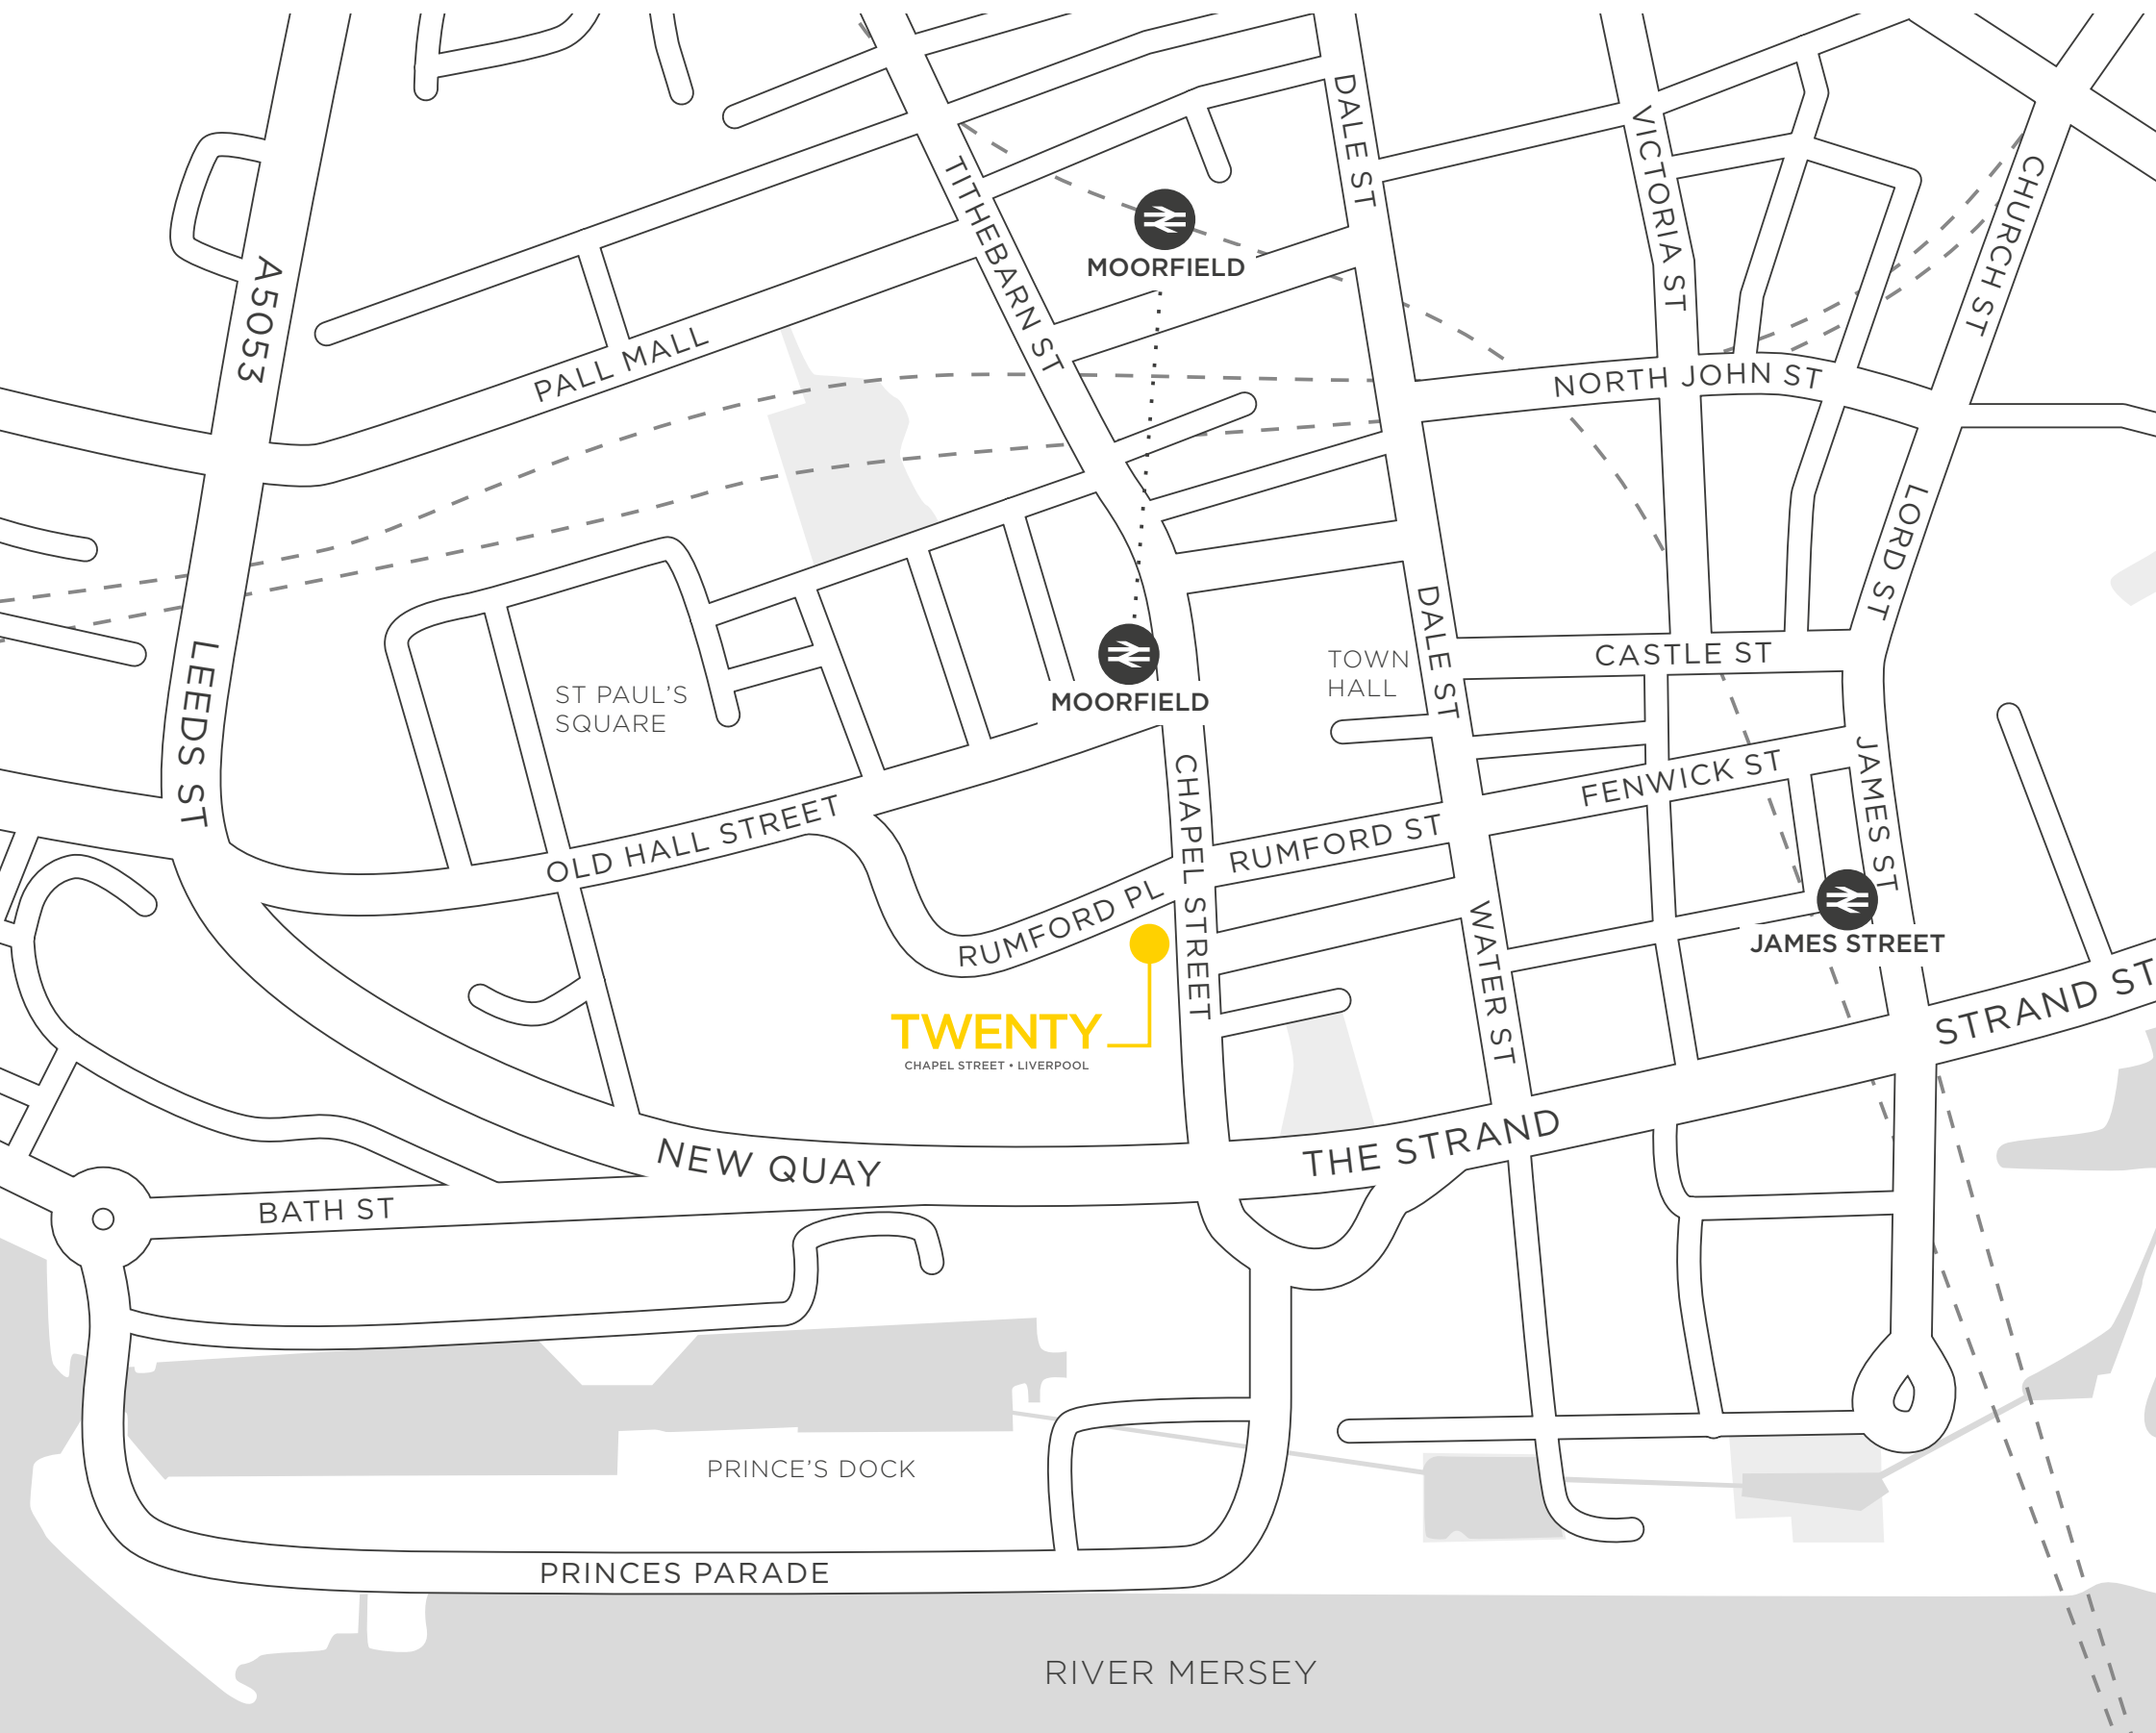 DALE ST
VICTORIA ST
TITHEBARN ST
CHURCH ST
MOORFIELD
A5053
PALL MALL
NORTH JOHN ST
LORD ST
LEEDS ST
DALE ST
TOWN
HALL
CASTLE ST
ST PAUL'S
SQUARE
MOORFIELD
CHAPEL STREET
JAMES ST
FENWICK ST
OLD HALL STREET
RUMFORD ST
RUMFORD PL
WATER ST
JAMES STREET
STRAND ST
TWENTY
CHAPEL STREET • LIVERPOOL
THE STRAND
NEW QUAY
BATH ST
PRINCE'S DOCK
PRINCES PARADE
RIVER MERSEY